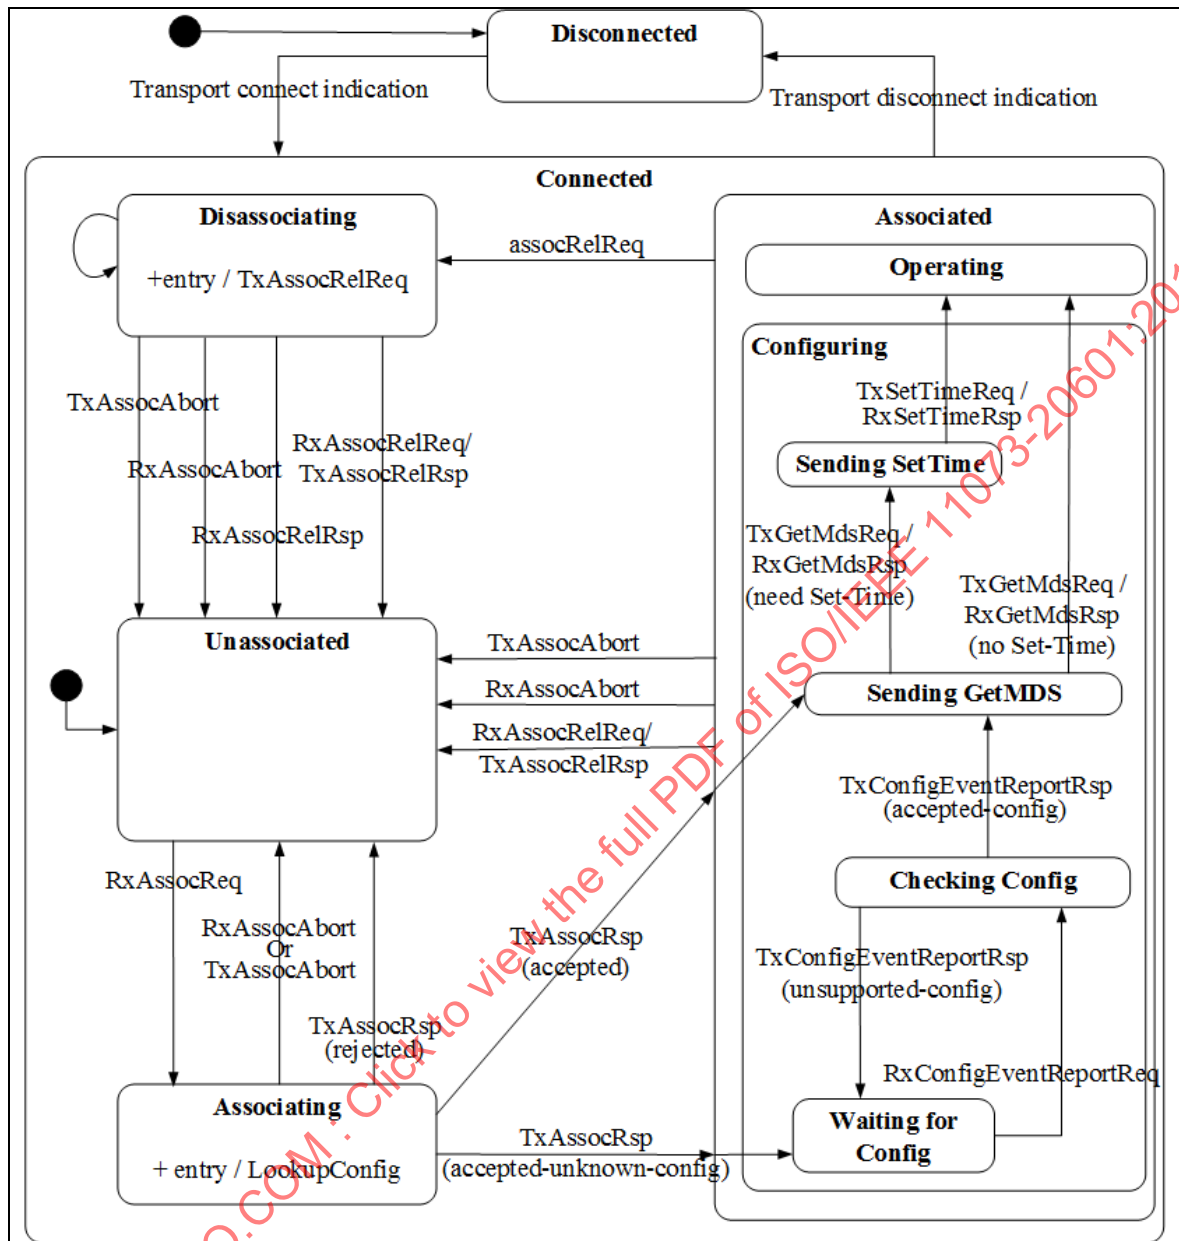 Disconnected
Transport connect indication
Transport disconnect indication
Connected
Disassociating
+entry / TxAssocRelReq
assocRelReq
Associated
Operating
Configuring
TxAssocAbort
RxAssocAbort
RxAssocRelReq/
TxAssocRelRsp
RxAssocRelRsp
TxSetTimeReq /
RxSetTimeRsp
Sending SetTime
TxGetMdsReq /
RxGetMdsRsp
(need Set-Time)
TxGetMdsReq /
RxGetMdsRsp
(no Set-Time)
Unassociated
TxAssocAbort
RxAssocAbort
RxAssocRelReq/
TxAssocRelRsp
Sending GetMDS
TxConfigEventReportRsp
(accepted-config)
Checking Config
RxAssocReq
RxAssocAbort
Or
TxAssocAbort
TxAssocRsp
(rejected)
TxAssocRsp
(accepted)
TxConfigEventReportRsp
(unsupported-config)
RxConfigEventReportReq
Associating
+ entry / LookupConfig
TxAssocRsp
(accepted-unknown-config)
Waiting for
Config
.COM : Click to view the full PDF of ISO/IEEE 11073-20601:20